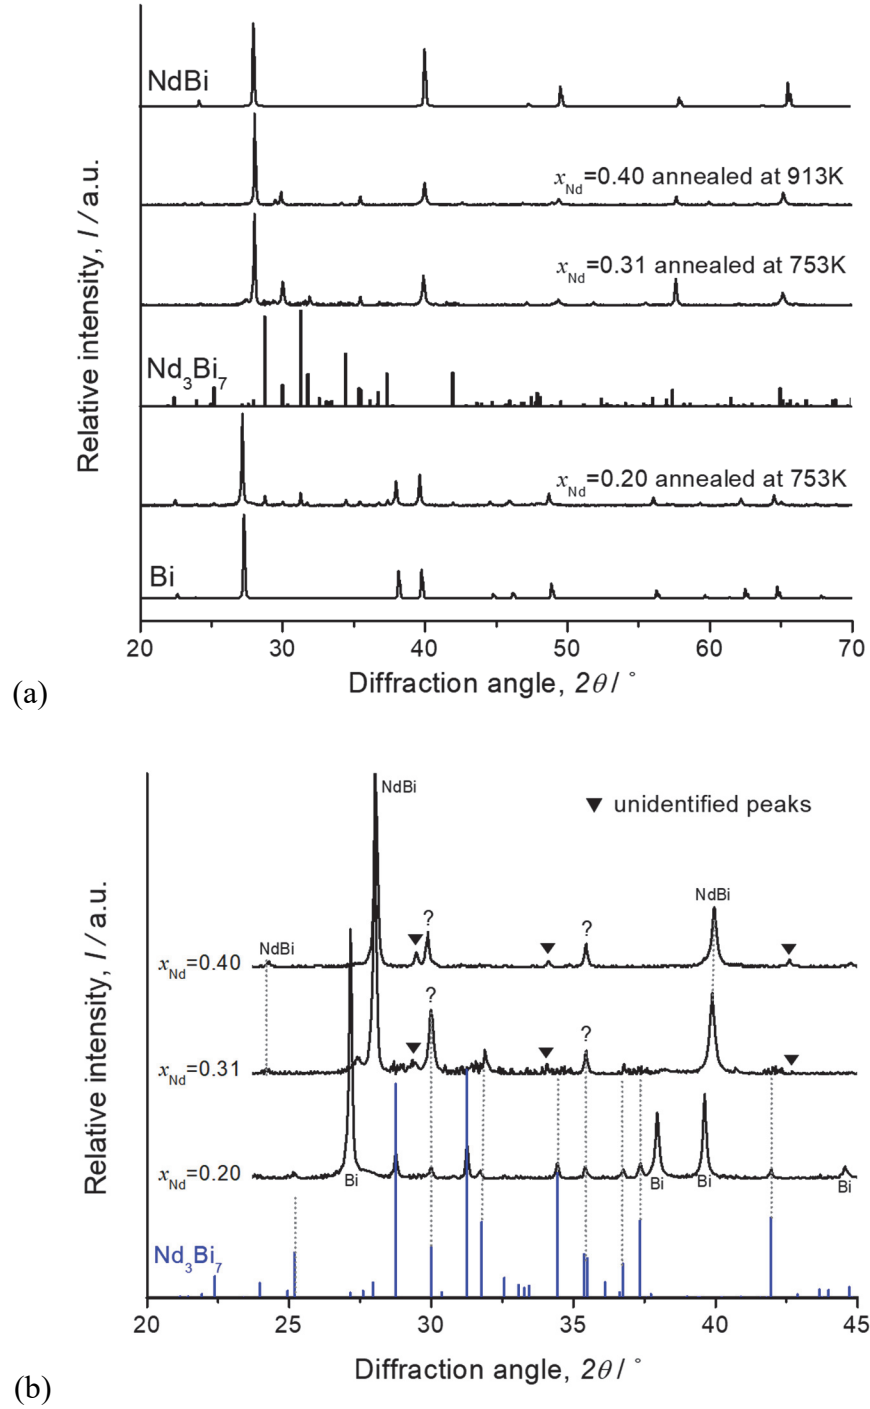 NdBi
x_Nd=0.40 annealed at 913K
x_Nd=0.31 annealed at 753K
Nd₃Bi₇
x_Nd=0.20 annealed at 753K
Bi
Relative intensity, I / a.u.
20 30 40 50 60 70
Diffraction angle, 2θ / °
(a)
NdBi
▼ unidentified peaks
NdBi
?
?
NdBi
x_Nd=0.40
?
?
x_Nd=0.31
x_Nd=0.20
Bi Bi Bi Bi
Nd₃Bi₇
Relative intensity, I / a.u.
20 25 30 35 40 45
Diffraction angle, 2θ / °
(b)